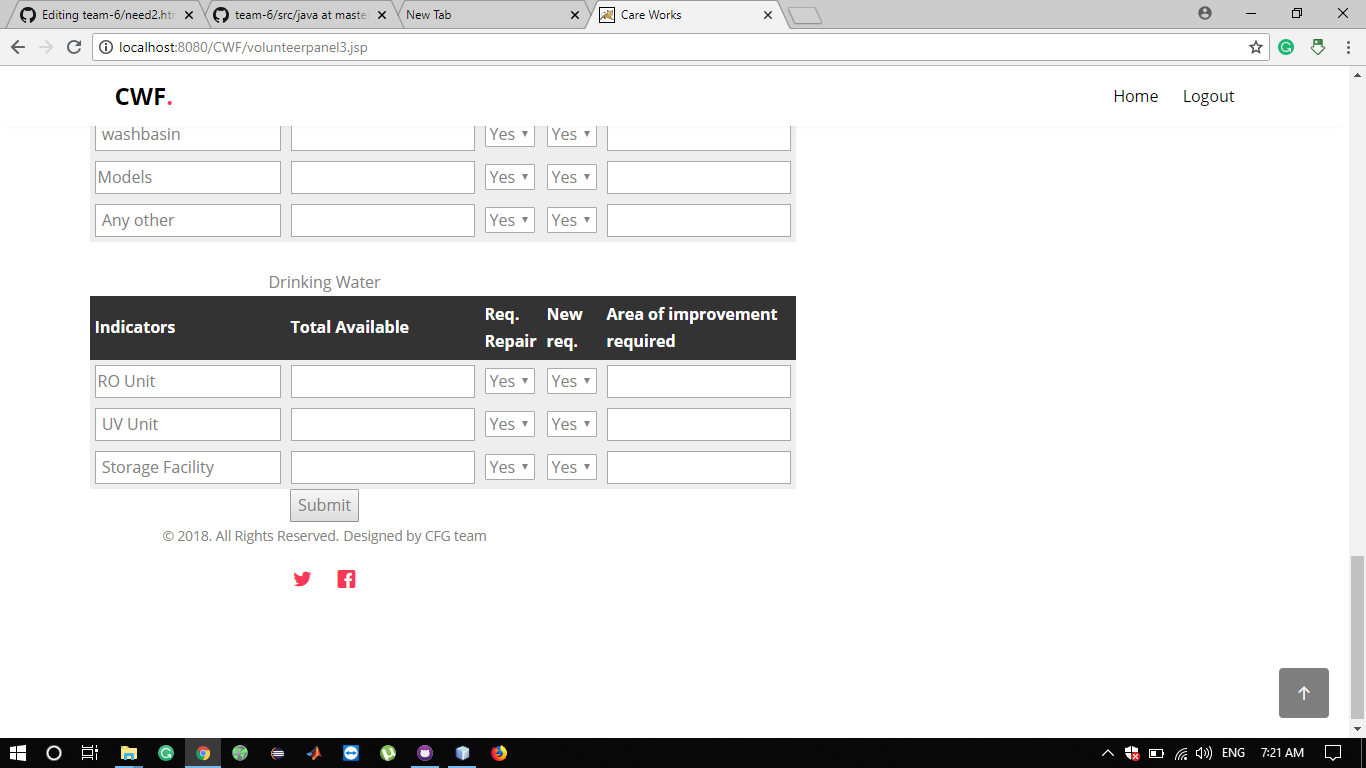 Editing team-6/need2.htm
team-6/src/java at master
New Tab
Care Works
localhost:8080/CWF/volunteerpanel3.jsp
CWF.
Home
Logout
washbasin Yes Yes
Models Yes Yes
Any other Yes Yes
Drinking Water
Indicators Total Available Req. Repair New req. Area of improvement required
RO Unit Yes Yes
UV Unit Yes Yes
Storage Facility Yes Yes
Submit
© 2018. All Rights Reserved. Designed by CFG team
ENG 7:21 AM